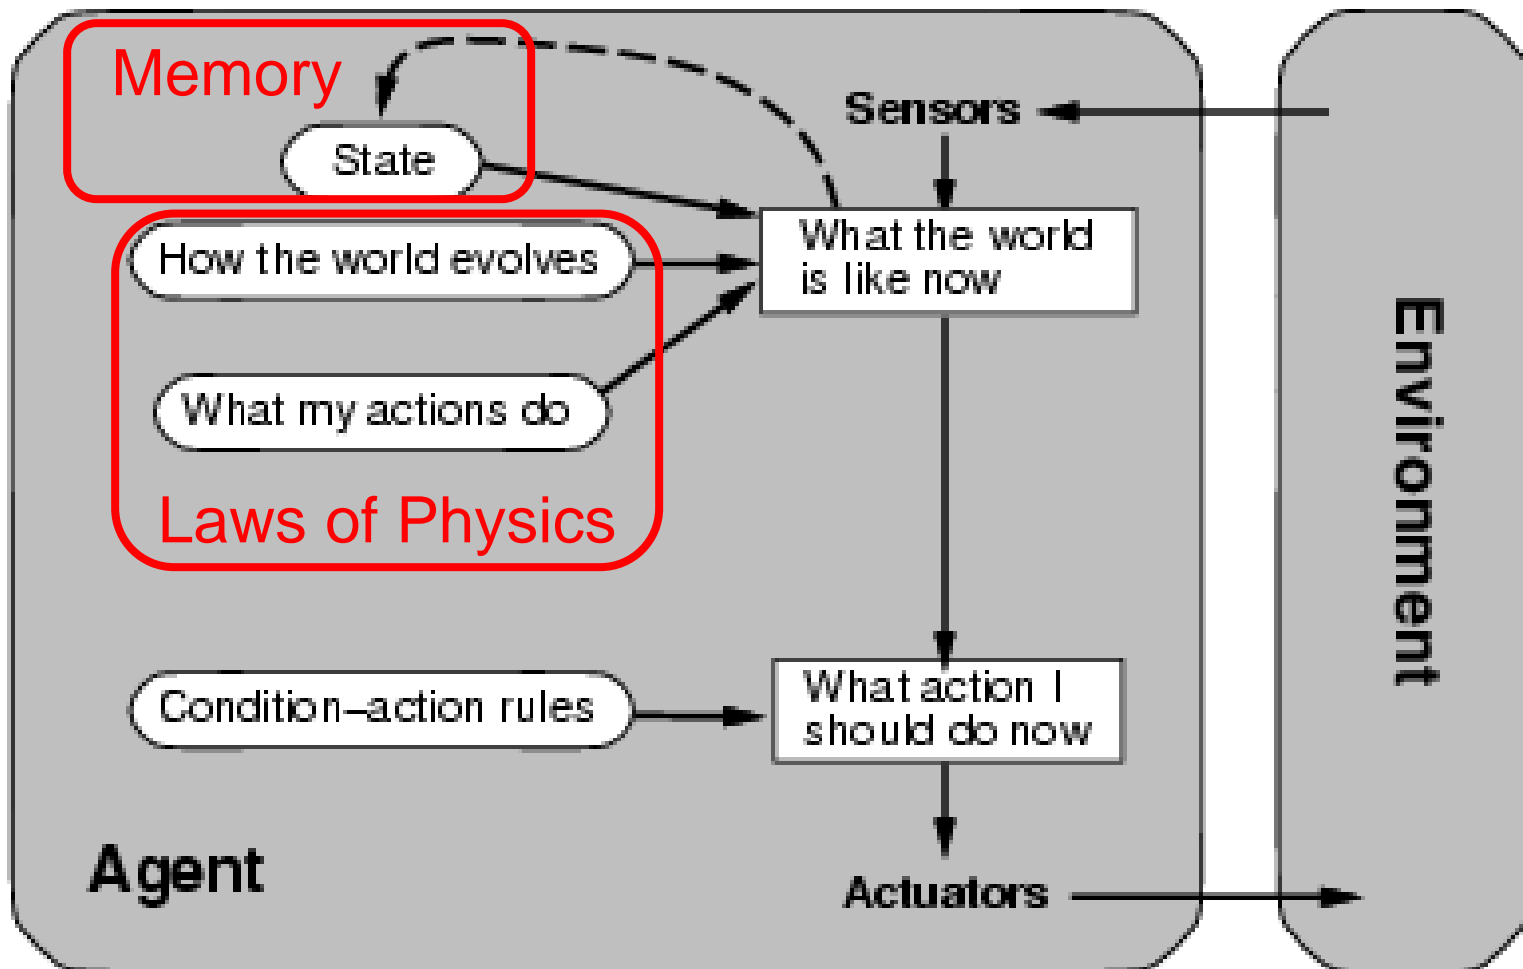 Memory
Sensors
State
What the world
is like now
How the world evolves
What my actions do
Laws of Physics
Environment
Condition–action rules
What action I
should do now
Agent
Actuators